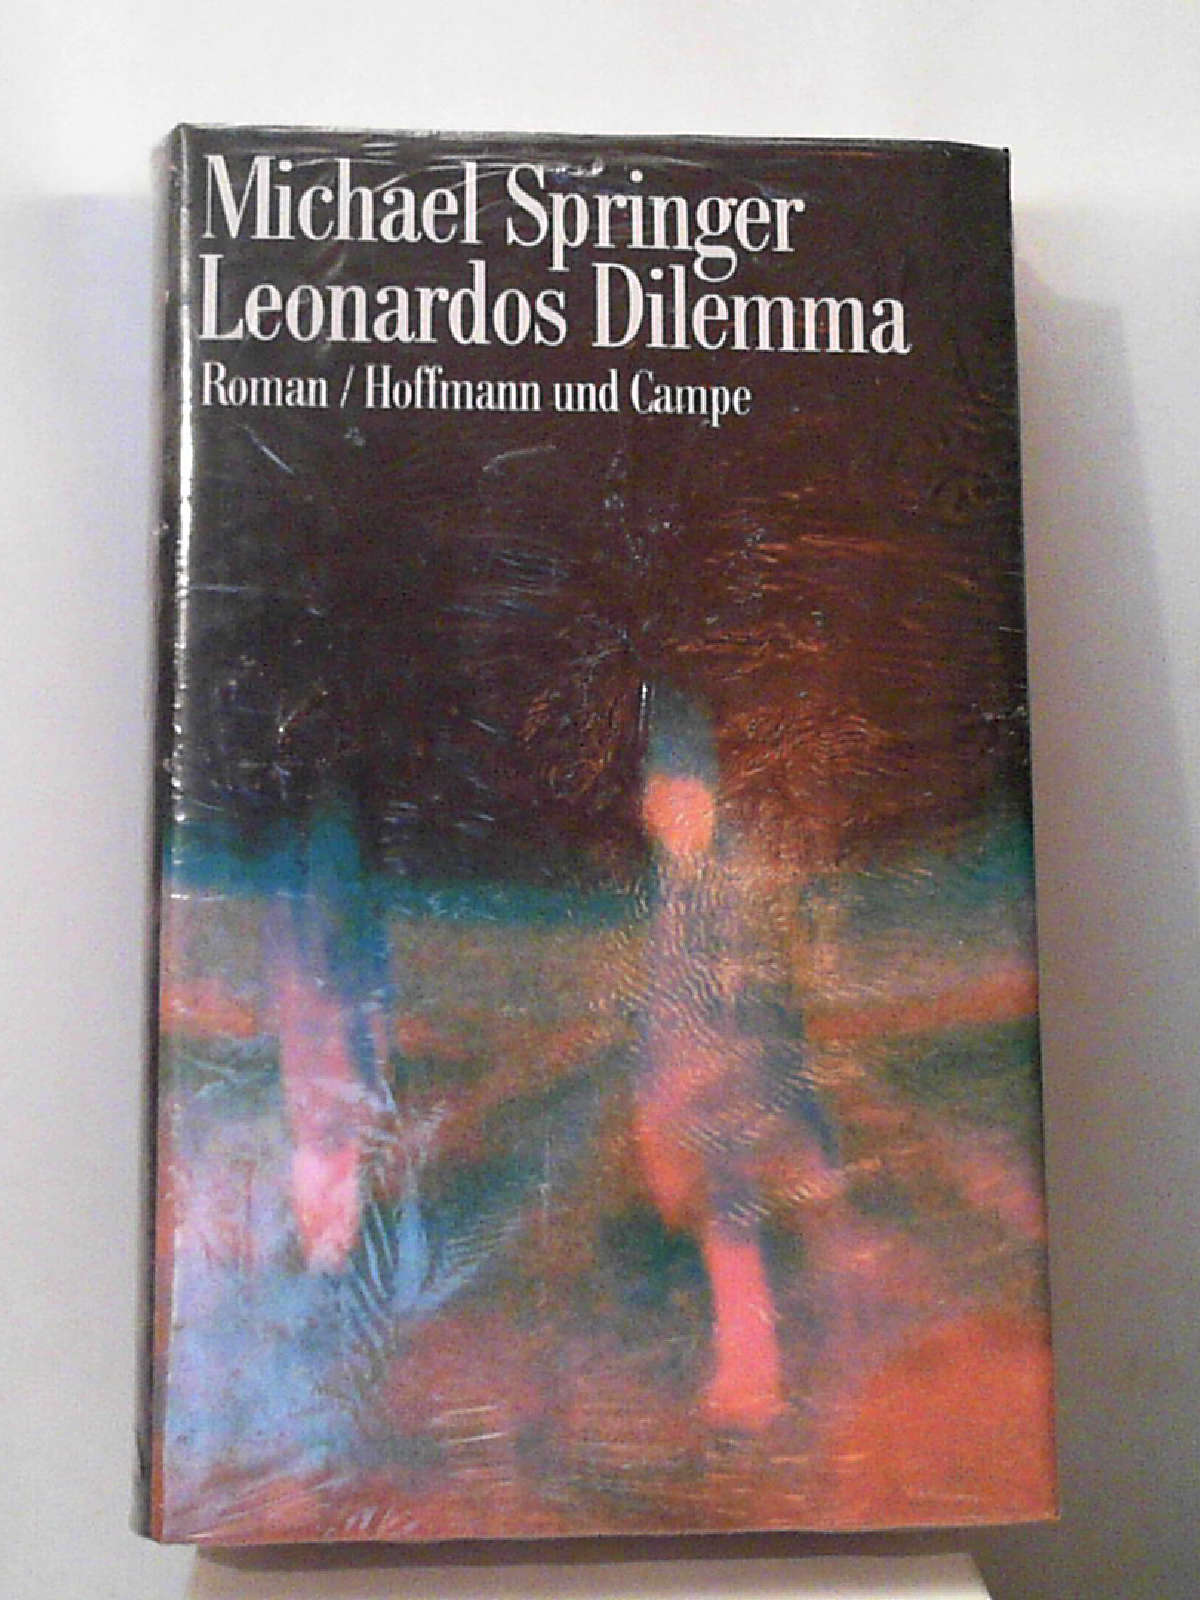 Michael Springer
Leonardos Dilemma
Roman / Hoffmann und Campe